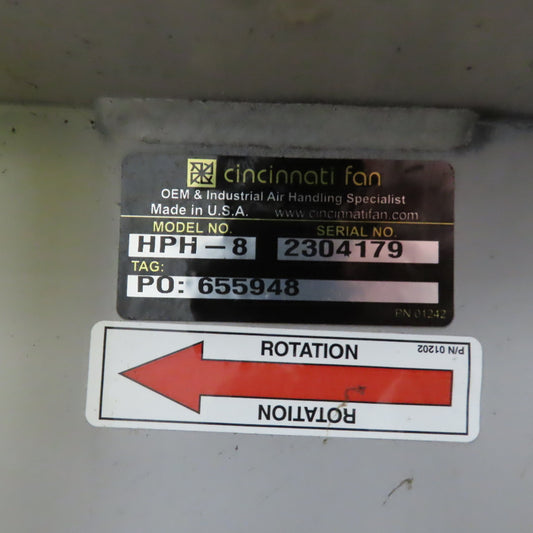 cincinnati fan
OEM & Industrial Air Handling Specialist
Made in U.S.A. www.cincinnatifan.com
MODEL NO. SERIAL NO.
HPH-8 2304179
TAG:
PO: 655948
PN 01242
ROTATION P/N 01202
ROTATION